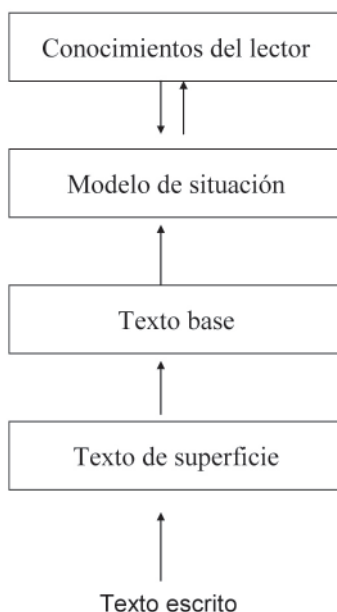 Conocimientos del lector
Modelo de situación
Texto base
Texto de superficie
Texto escrito